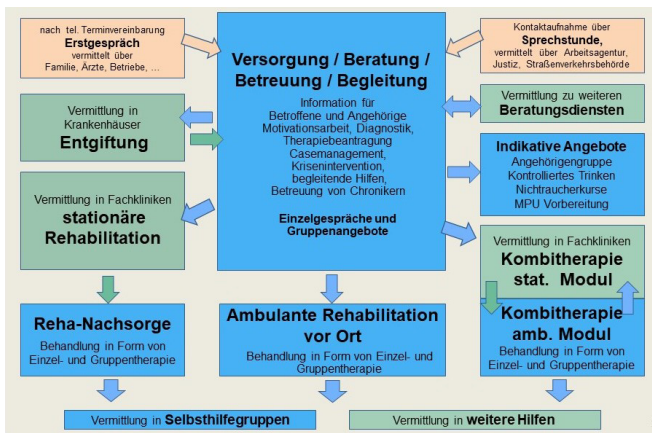 nach tel. Terminvereinbarung
Erstgespräch
vermittelt über
Familie, Ärzte, Betriebe, ...
Versorgung / Beratung /
Betreuung / Begleitung
Information für
Betroffene und Angehörige
Motivationsarbeit, Diagnostik,
Therapiebeantragung
Casemanagement,
Krisenintervention,
begleitende Hilfen,
Betreuung von Chronikern
Einzelgespräche und
Gruppenangebote
Kontaktaufnahme über
Sprechstunde,
vermittelt über Arbeitsagentur,
Justiz, Straßenverkehrsbehörde
Vermittlung in
Krankenhäuser
Entgiftung
Vermittlung zu weiteren
Beratungsdiensten
Indikative Angebote
Angehörigengruppe
Kontrolliertes Trinken
Nichtraucherkurse
MPU Vorbereitung
Vermittlung in Fachkliniken
stationäre
Rehabilitation
Vermittlung in Fachkliniken
Kombitherapie
stat. Modul
Reha-Nachsorge
Behandlung in Form von
Einzel- und Gruppentherapie
Ambulante Rehabilitation
vor Ort
Behandlung in Form von Einzel- und
Gruppentherapie
Kombitherapie
amb. Modul
Behandlung in Form von
Einzel- und Gruppentherapie
Vermittlung in Selbsthilfegruppen
Vermittlung in weitere Hilfen